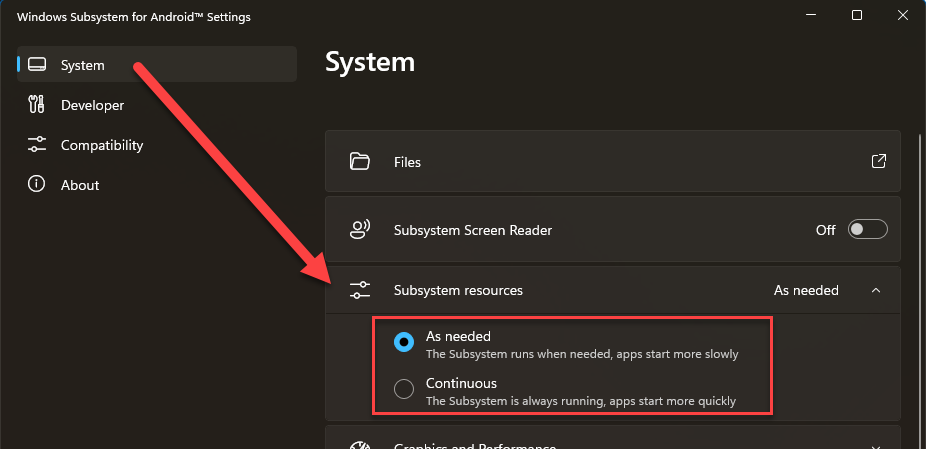 Windows Subsystem for Android™ Settings
System
Developer
Compatibility
About
System
Files
Subsystem Screen Reader
Off
Subsystem resources
As needed
As needed
The Subsystem runs when needed, apps start more slowly
Continuous
The Subsystem is always running, apps start more quickly
Graphics and Performance